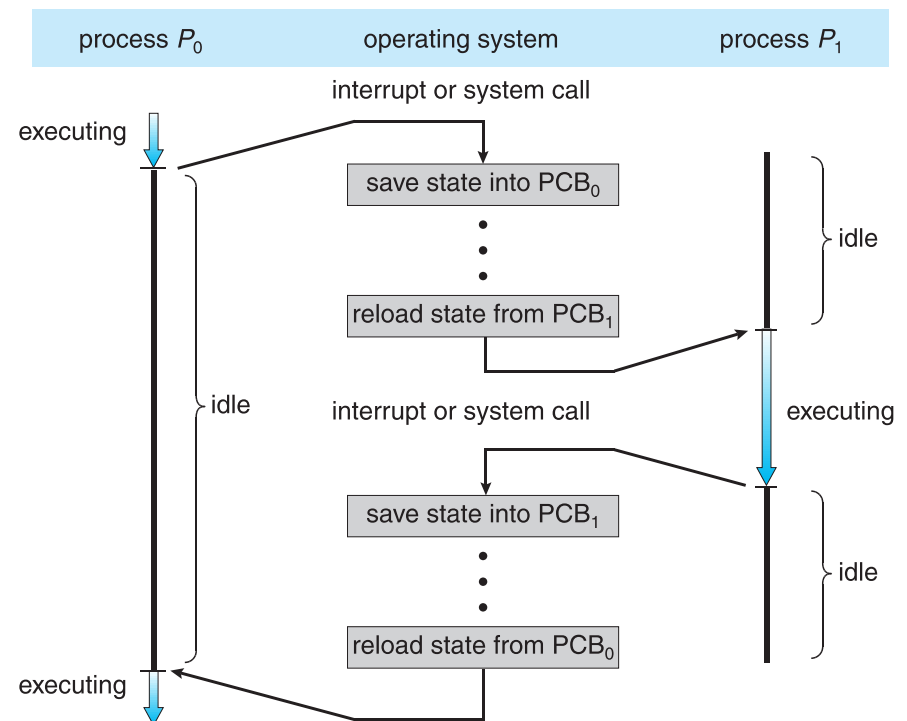 process P₀ operating system process P₁
interrupt or system call
executing
save state into PCB₀
idle
reload state from PCB₁
idle
interrupt or system call
executing
save state into PCB₁
idle
reload state from PCB₀
executing